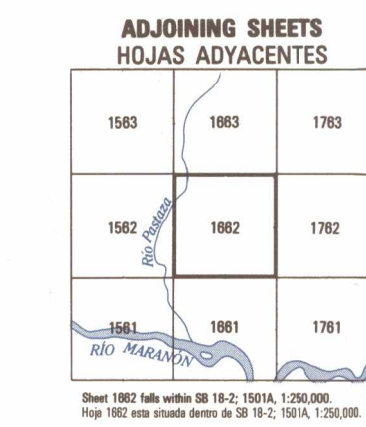 ADJOINING SHEETS
HOJAS ADYACENTES
1563 1663 1763
1562 Río Pastaza 1662 1762
1561 1661 1761
RÍO MARAÑÓN
Sheet 1662 falls within SB 18-2; 1501A, 1:250,000.
Hoja 1662 esta situada dentro de SB 18-2; 1501A, 1:250,000.